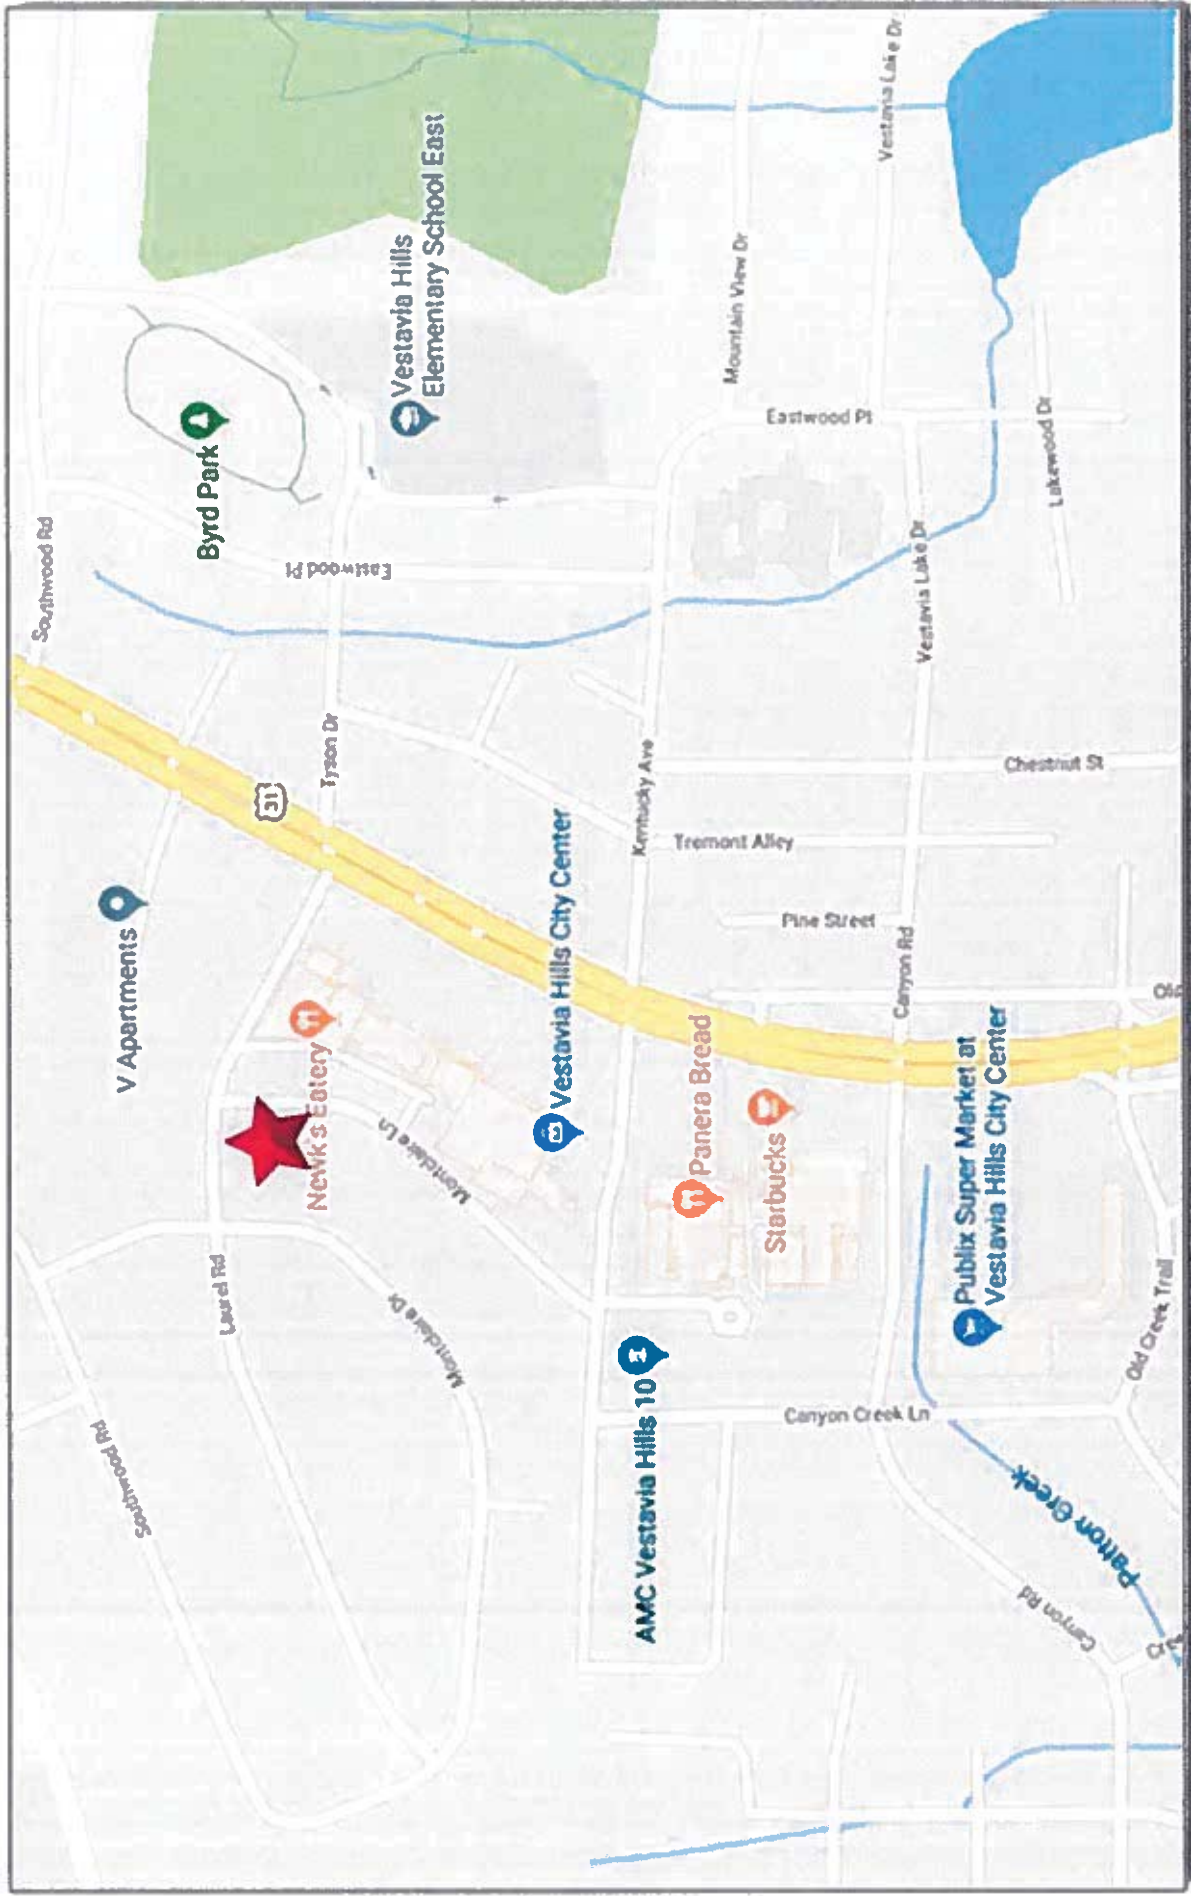 Southwood Rd
Byrd Park
Vestavia Hills
Elementary School East
Mountain View Dr
Vestavia Lake Dr
Eastwood Pt
Lakewood Dr
Eastwood Pl
Tyson Dr
31
V Apartments
Vestavia Lake Dr
Chestnut St
Kentucky Ave
Tremont Alley
Pine Street
Canyon Rd
Old
Newk's Eatery
Vestavia Hills City Center
Panera Bread
Starbucks
Publix Super Market at
Vestavia Hills City Center
Montclaire Ln
Laurel Rd
Montclaire Dr
Southwood Rd
AMC Vestavia Hills 10
Canyon Creek Ln
Old Creek Trail
Patton Creek
Canyon Rd